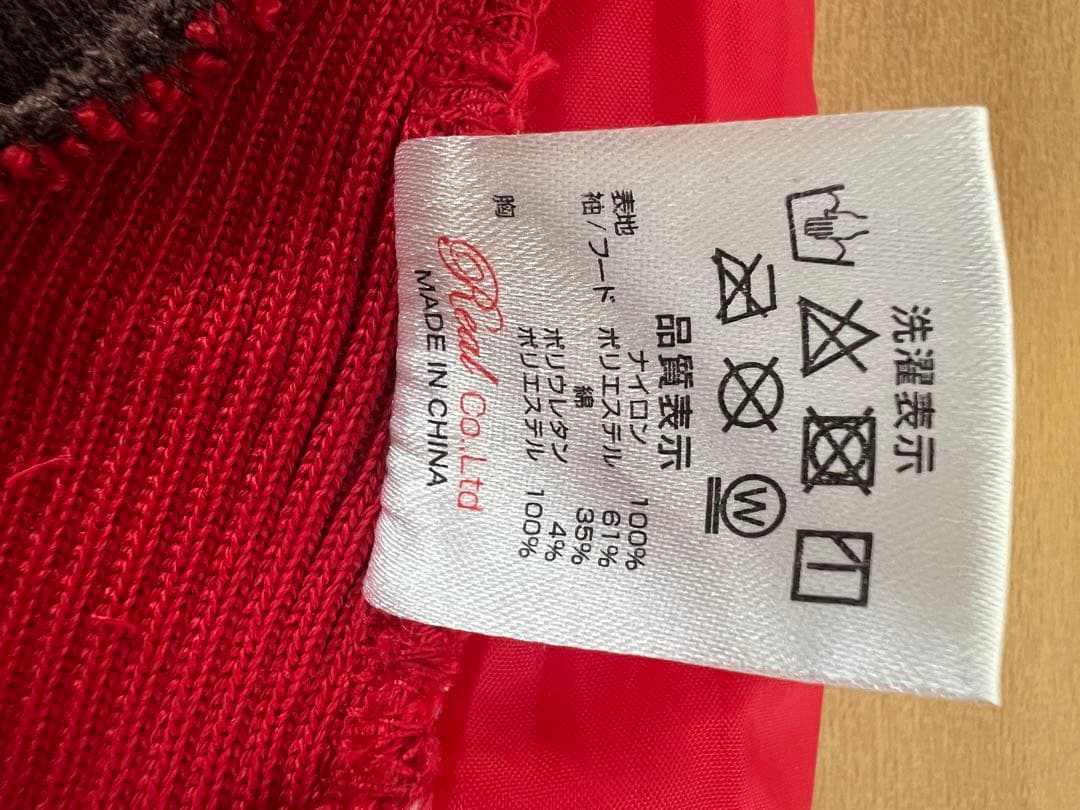 洗濯表示
W
品質表示
表地 ナイロン 100%
袖/フード ポリエステル 61%
綿 35%
ポリウレタン 4%
胸 ポリエステル 100%
Real Co.,Ltd
MADE IN CHINA